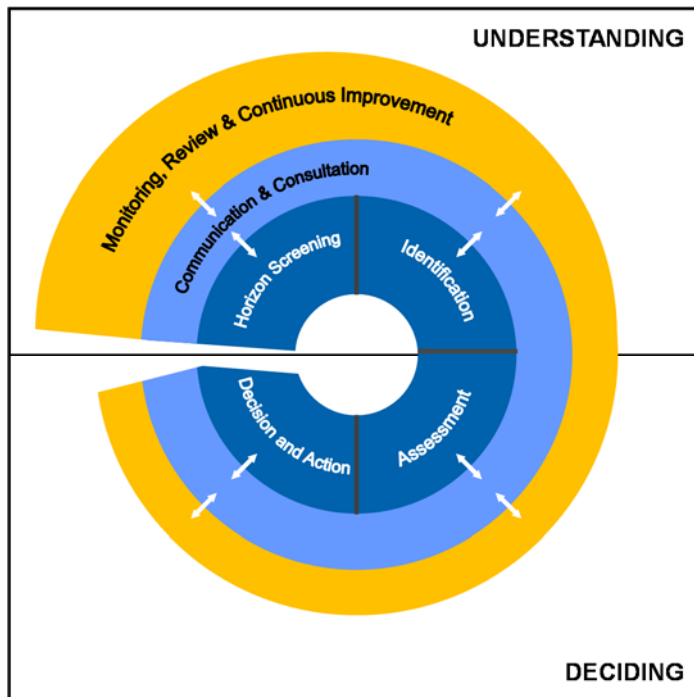 UNDERSTANDING
Monitoring, Review & Continuous Improvement
Communication & Consultation
Horizon Screening
Identification
Decision and Action
Assessment
DECIDING